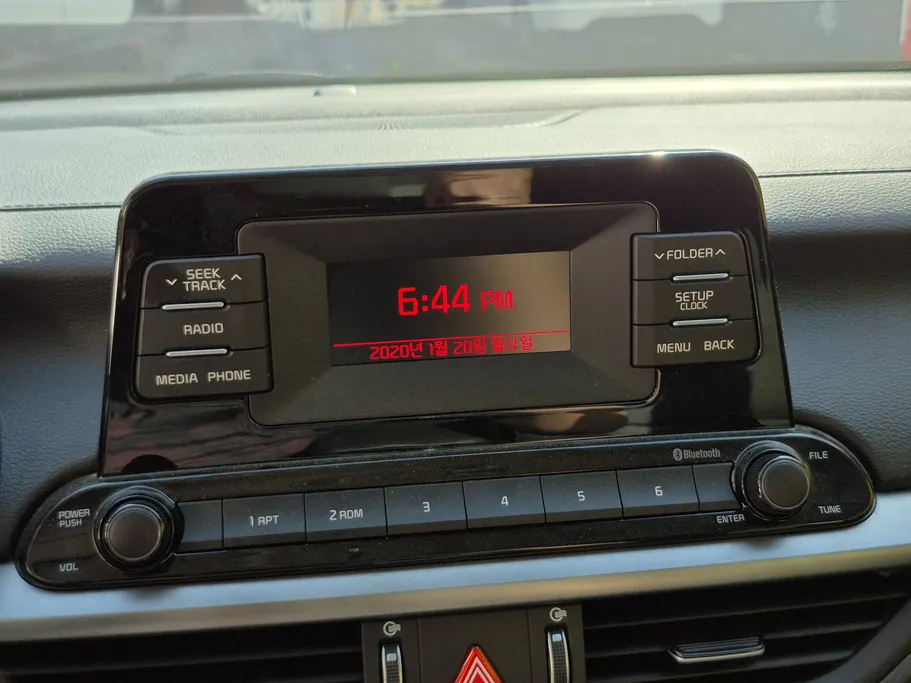 SEEK
TRACK
RADIO
MEDIA PHONE
6:44 PM
2020년 1월 20일 월요일
FOLDER
SETUP
CLOCK
MENU BACK
Bluetooth
POWER
PUSH
VOL
1 RPT
2 RDM
3
4
5
6
FILE
ENTER
TUNE